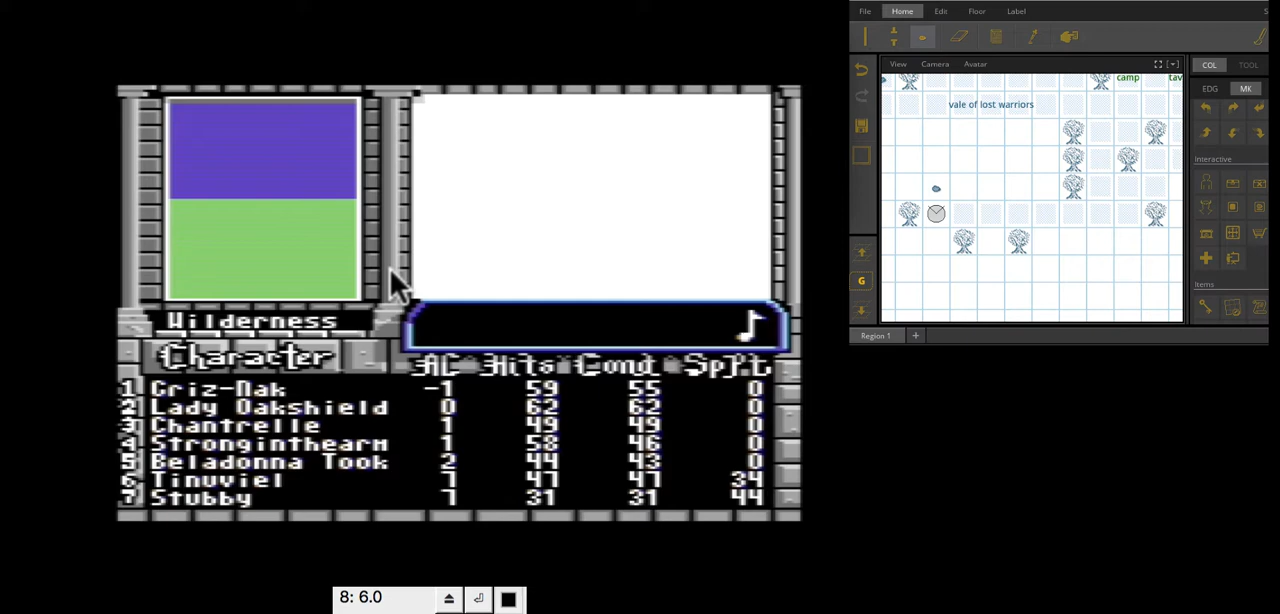 File Home Edit Floor Label S
View Camera Avatar
COL TOOL
EDG MK
camp tav
vale of lost warriors
Interactive
Items
G
Region 1 +
Wilderness
Character AC Hits Cond SpPt
1 Griz-Nak -1 59 55 0
2 Lady Oakshield 0 62 62 0
3 Chantrelle 1 49 49 0
4 Stronginthearm 1 58 46 0
5 Beladonna Took 2 44 43 0
6 Tinuviel 7 47 47 34
7 Stubby 7 31 31 44
8: 6.0